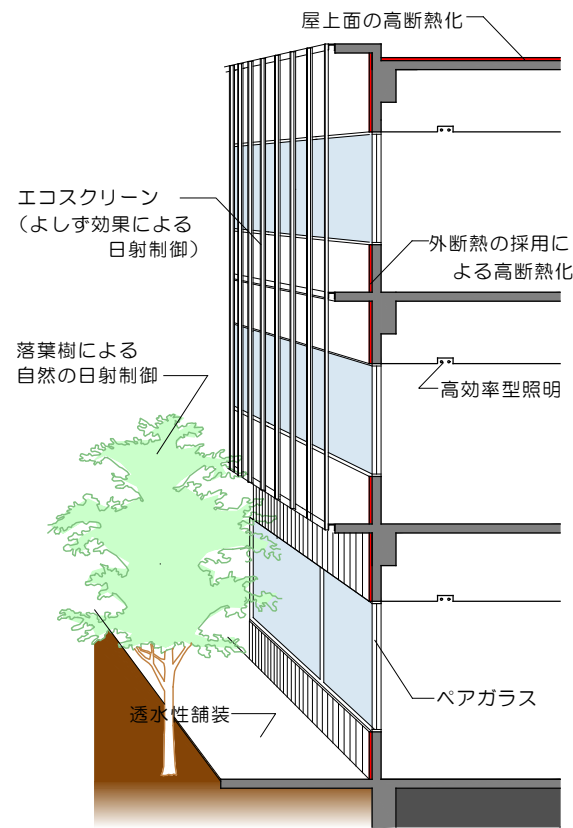 屋上面の高断熱化
エコスクリーン
（よしず効果による
日射制御）
外断熱の採用に
よる高断熱化
落葉樹による
自然の日射制御
高効率型照明
ペアガラス
透水性舗装